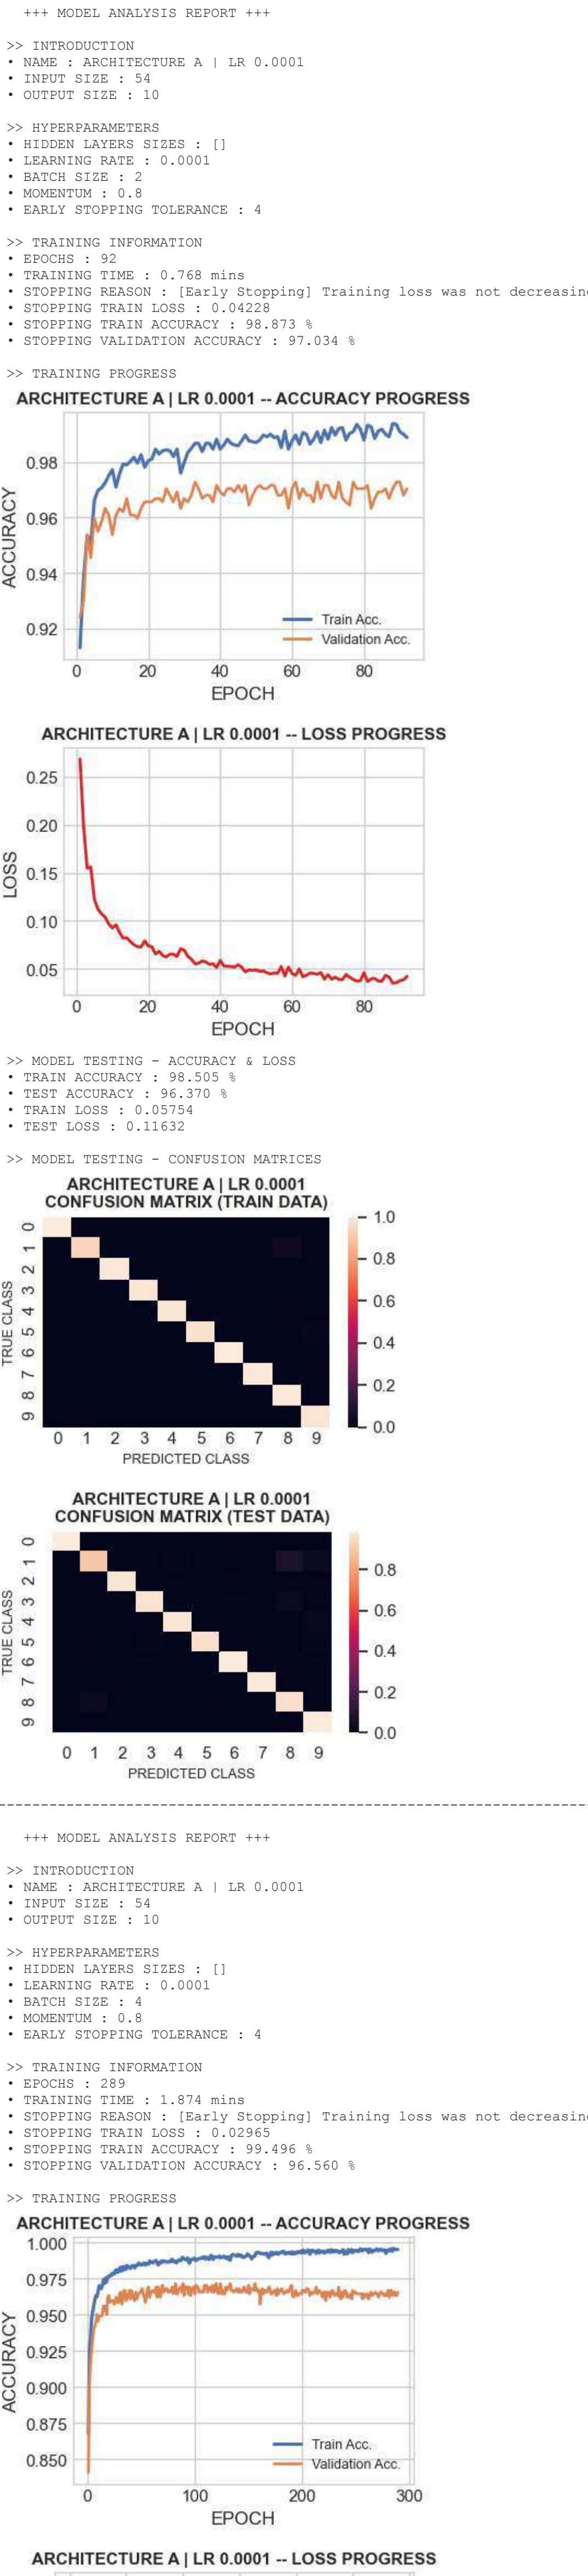 +++ MODEL ANALYSIS REPORT +++
>> INTRODUCTION
• NAME : ARCHITECTURE A | LR 0.0001
• INPUT SIZE : 54
• OUTPUT SIZE : 10
>> HYPERPARAMETERS
• HIDDEN LAYERS SIZES : []
• LEARNING RATE : 0.0001
• BATCH SIZE : 2
• MOMENTUM : 0.8
• EARLY STOPPING TOLERANCE : 4
>> TRAINING INFORMATION
• EPOCHS : 92
• TRAINING TIME : 0.768 mins
• STOPPING REASON : [Early Stopping] Training loss was not decreasin
• STOPPING TRAIN LOSS : 0.04228
• STOPPING TRAIN ACCURACY : 98.873 %
• STOPPING VALIDATION ACCURACY : 97.034 %
>> TRAINING PROGRESS
ARCHITECTURE A | LR 0.0001 -- ACCURACY PROGRESS
0.98
0.96
0.94
0.92
ACCURACY
Train Acc.
Validation Acc.
0 20 40 60 80
EPOCH
ARCHITECTURE A | LR 0.0001 -- LOSS PROGRESS
0.25
0.20
0.15
0.10
0.05
LOSS
0 20 40 60 80
EPOCH
>> MODEL TESTING - ACCURACY & LOSS
• TRAIN ACCURACY : 98.505 %
• TEST ACCURACY : 96.370 %
• TRAIN LOSS : 0.05754
• TEST LOSS : 0.11632
>> MODEL TESTING - CONFUSION MATRICES
ARCHITECTURE A | LR 0.0001
CONFUSION MATRIX (TRAIN DATA)
TRUE CLASS
0 1 2 3 4 5 6 7 8 9
1.0
0.8
0.6
0.4
0.2
0.0
0 1 2 3 4 5 6 7 8 9
PREDICTED CLASS
ARCHITECTURE A | LR 0.0001
CONFUSION MATRIX (TEST DATA)
TRUE CLASS
0 1 2 3 4 5 6 7 8 9
0.8
0.6
0.4
0.2
0.0
0 1 2 3 4 5 6 7 8 9
PREDICTED CLASS
+++ MODEL ANALYSIS REPORT +++
>> INTRODUCTION
• NAME : ARCHITECTURE A | LR 0.0001
• INPUT SIZE : 54
• OUTPUT SIZE : 10
>> HYPERPARAMETERS
• HIDDEN LAYERS SIZES : []
• LEARNING RATE : 0.0001
• BATCH SIZE : 4
• MOMENTUM : 0.8
• EARLY STOPPING TOLERANCE : 4
>> TRAINING INFORMATION
• EPOCHS : 289
• TRAINING TIME : 1.874 mins
• STOPPING REASON : [Early Stopping] Training loss was not decreasin
• STOPPING TRAIN LOSS : 0.02965
• STOPPING TRAIN ACCURACY : 99.496 %
• STOPPING VALIDATION ACCURACY : 96.560 %
>> TRAINING PROGRESS
ARCHITECTURE A | LR 0.0001 -- ACCURACY PROGRESS
1.000
0.975
0.950
0.925
0.900
0.875
0.850
ACCURACY
Train Acc.
Validation Acc.
0 100 200 300
EPOCH
ARCHITECTURE A | LR 0.0001 -- LOSS PROGRESS